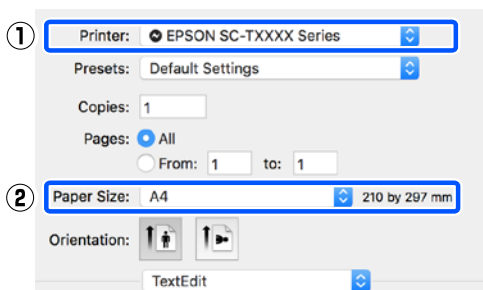 ① Printer: EPSON SC-TXXXX Series
Presets: Default Settings
Copies: 1
Pages: All
From: 1 to: 1
② Paper Size: A4 210 by 297 mm
Orientation:
TextEdit